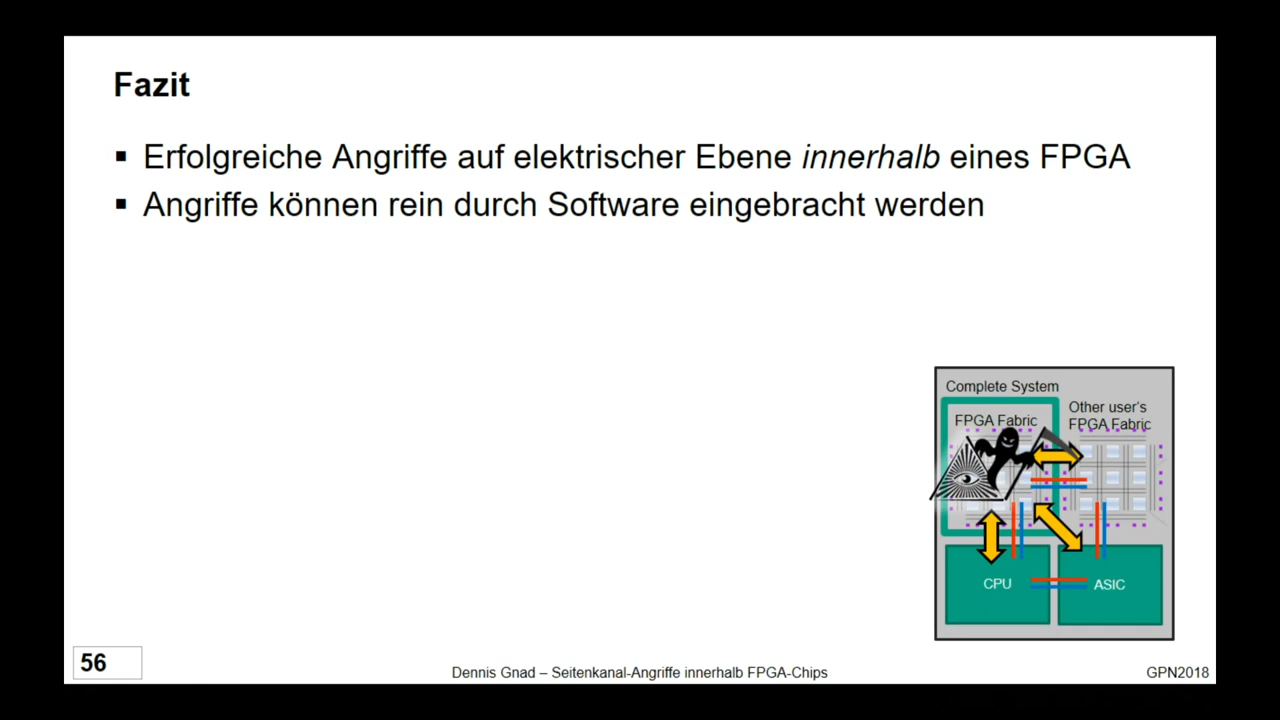 Fazit
▪ Erfolgreiche Angriffe auf elektrischer Ebene innerhalb eines FPGA
▪ Angriffe können rein durch Software eingebracht werden
Complete System
FPGA Fabric
Other user's
FPGA Fabric
CPU
ASIC
56
Dennis Gnad – Seitenkanal-Angriffe innerhalb FPGA-Chips
GPN2018